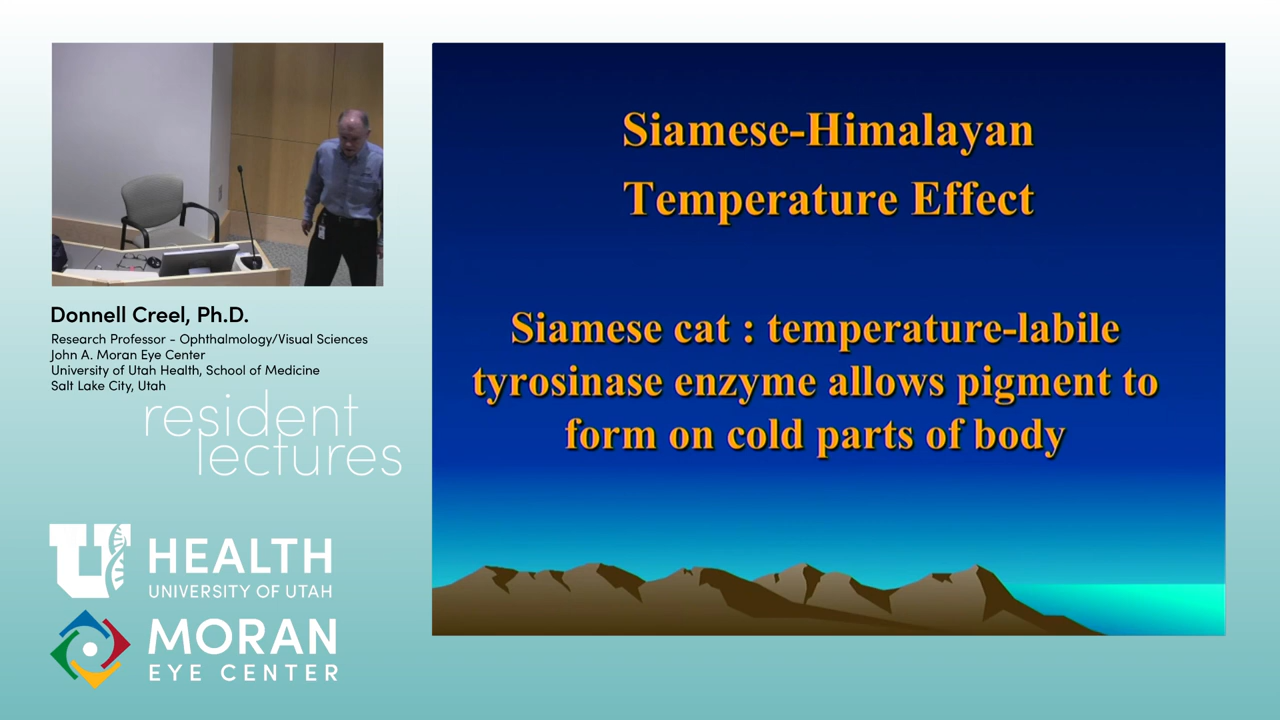 Siamese-Himalayan
Temperature Effect
Siamese cat : temperature-labile
tyrosinase enzyme allows pigment to
form on cold parts of body
Donnell Creel, Ph.D.
Research Professor - Ophthalmology/Visual Sciences
John A. Moran Eye Center
University of Utah Health, School of Medicine
Salt Lake City, Utah
resident
lectures
U HEALTH
UNIVERSITY OF UTAH
MORAN
EYE CENTER